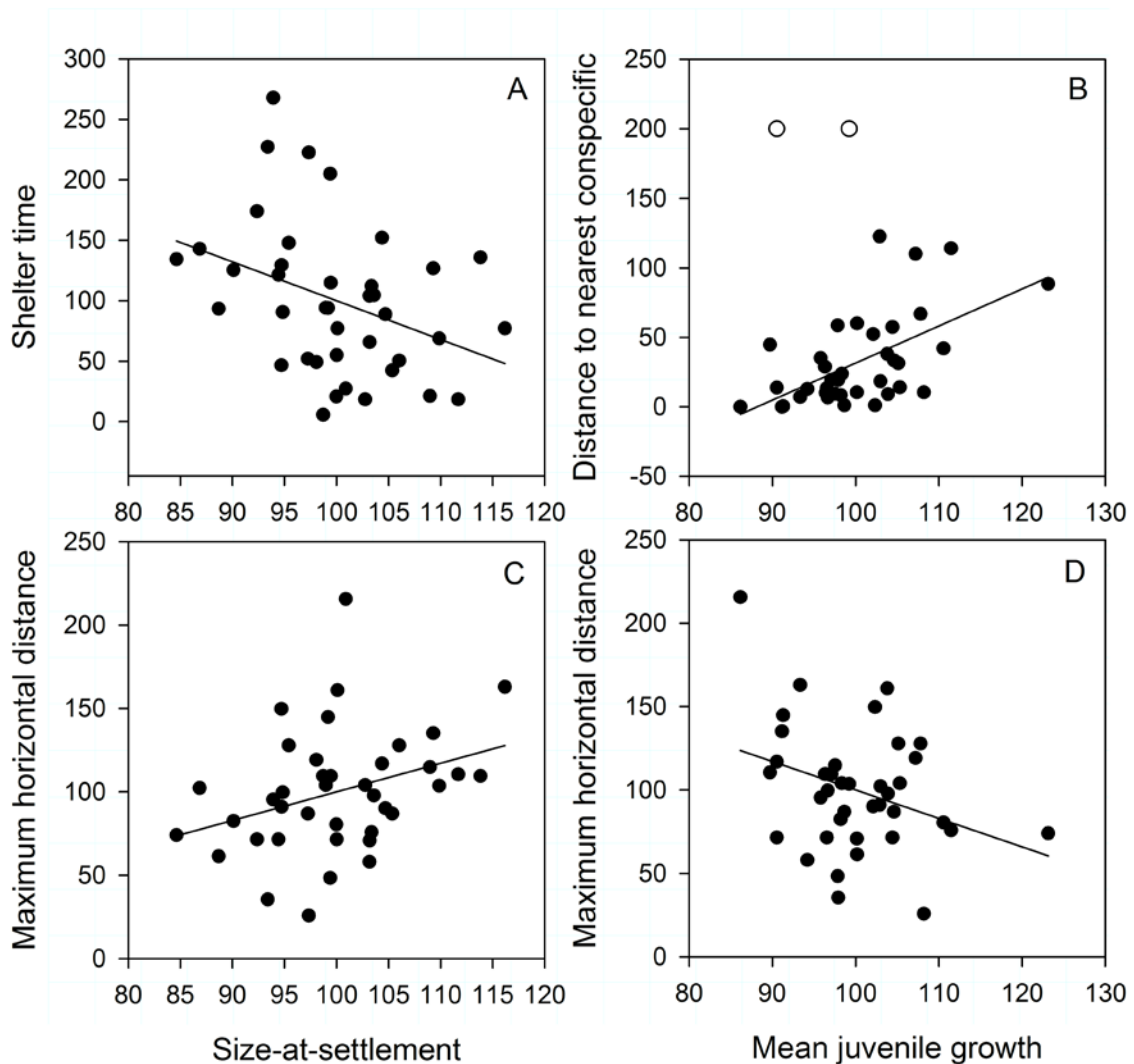 A
Shelter time
300
250
200
150
100
50
0
80 85 90 95 100 105 110 115 120
B
Distance to nearest conspecific
250
200
150
100
50
0
-50
80 90 100 110 120 130
C
Maximum horizontal distance
250
200
150
100
50
0
80 85 90 95 100 105 110 115 120
Size-at-settlement
D
Maximum horizontal distance
250
200
150
100
50
0
80 90 100 110 120 130
Mean juvenile growth